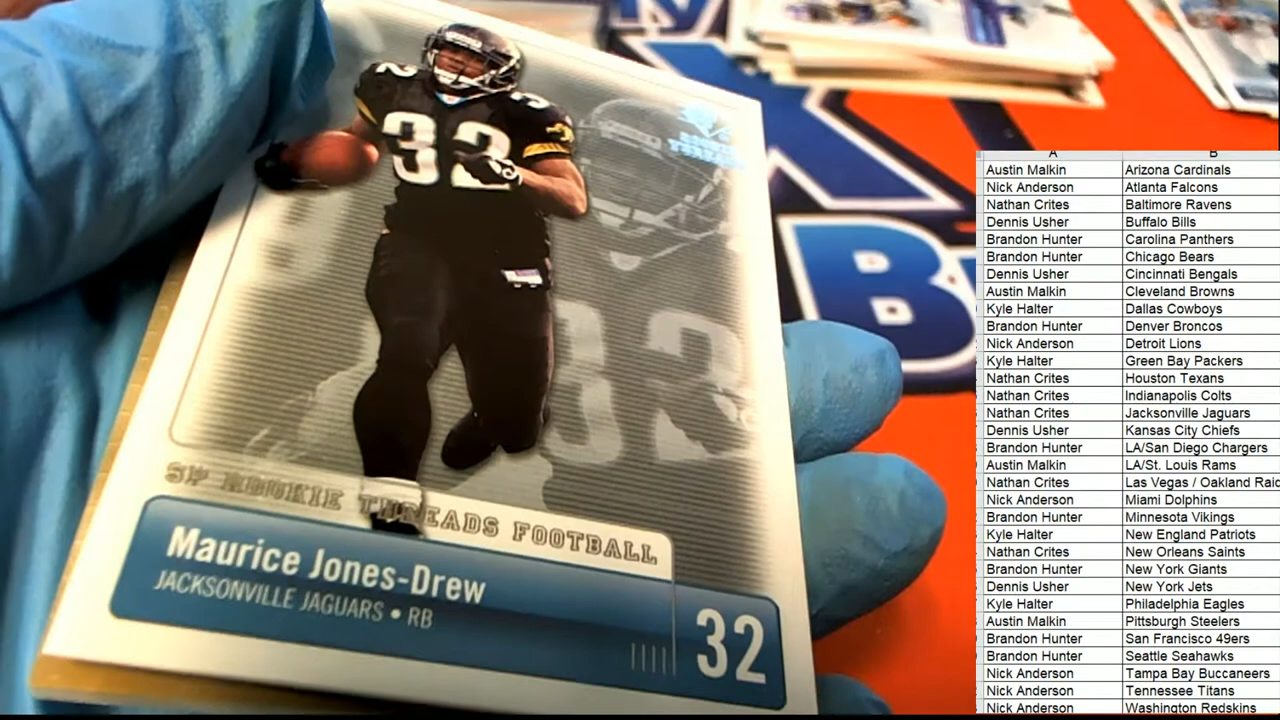 32
32
SP
ROOKIE
THREADS
SP ROOKIE THREADS FOOTBALL
Maurice Jones-Drew
JACKSONVILLE JAGUARS • RB
32
B
A B
Austin Malkin Arizona Cardinals
Nick Anderson Atlanta Falcons
Nathan Crites Baltimore Ravens
Dennis Usher Buffalo Bills
Brandon Hunter Carolina Panthers
Brandon Hunter Chicago Bears
Dennis Usher Cincinnati Bengals
Austin Malkin Cleveland Browns
Kyle Halter Dallas Cowboys
Brandon Hunter Denver Broncos
Nick Anderson Detroit Lions
Kyle Halter Green Bay Packers
Nathan Crites Houston Texans
Nathan Crites Indianapolis Colts
Nathan Crites Jacksonville Jaguars
Dennis Usher Kansas City Chiefs
Brandon Hunter LA/San Diego Chargers
Austin Malkin LA/St. Louis Rams
Nathan Crites Las Vegas / Oakland Raid
Nick Anderson Miami Dolphins
Brandon Hunter Minnesota Vikings
Kyle Halter New England Patriots
Nathan Crites New Orleans Saints
Brandon Hunter New York Giants
Dennis Usher New York Jets
Kyle Halter Philadelphia Eagles
Austin Malkin Pittsburgh Steelers
Brandon Hunter San Francisco 49ers
Brandon Hunter Seattle Seahawks
Nick Anderson Tampa Bay Buccaneers
Nick Anderson Tennessee Titans
Nick Anderson Washington Redskins